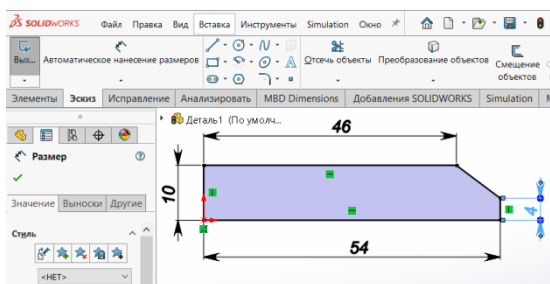 SOLIDWORKS Файл Правка Вид Вставка Инструменты Simulation Окно
Вых... Автоматическое нанесение размеров Отсечь объекты Преобразование объектов Смещение объектов
Элементы Эскиз Исправление Анализировать MBD Dimensions Добавления SOLIDWORKS Simulation
Деталь1 (По умолч...
Размер
Значение Выноски Другие
Стиль
<НЕТ>
46
10
4
54